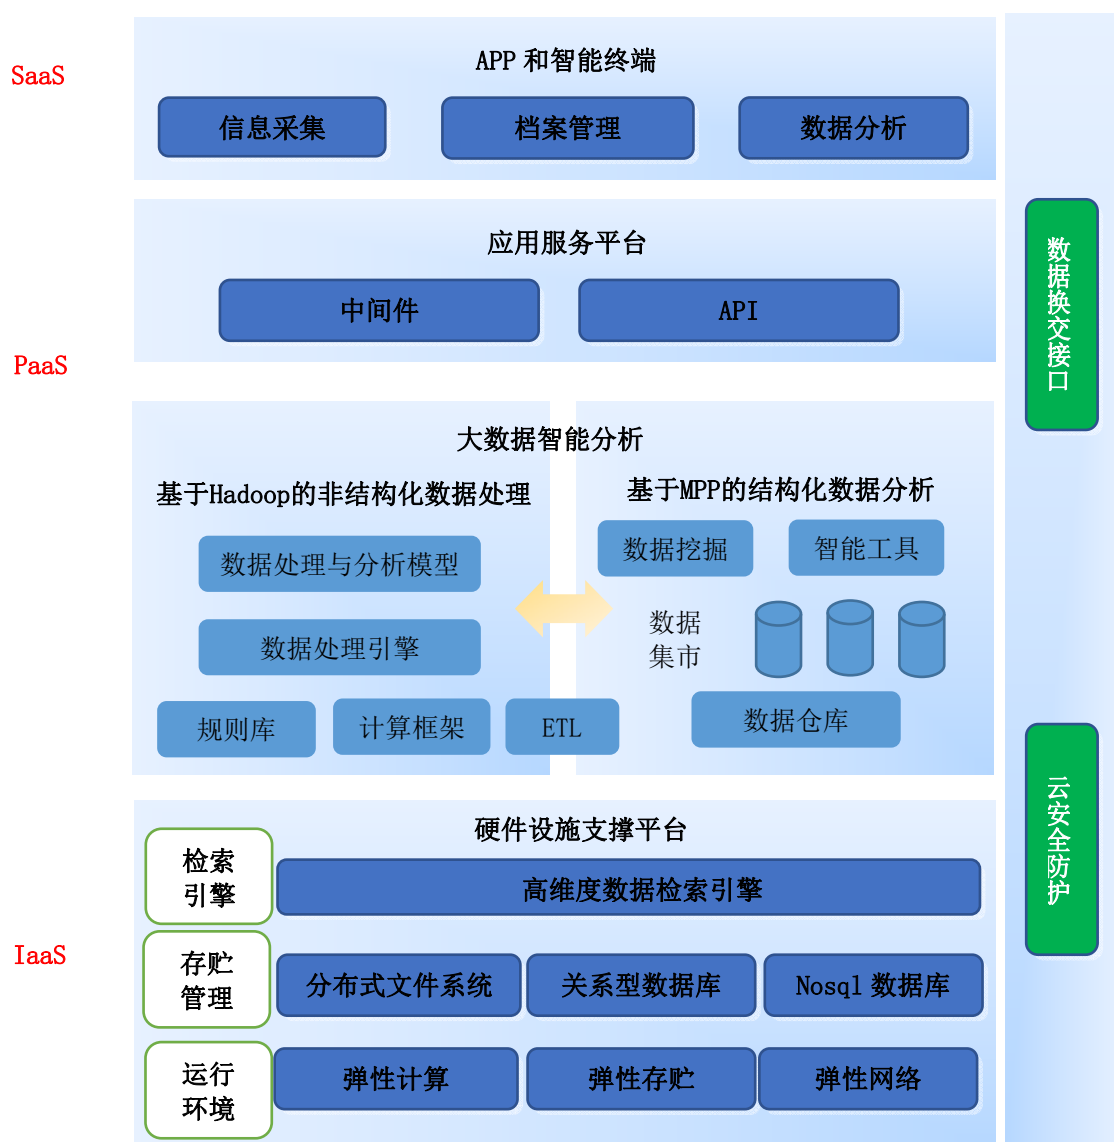 SaaS
APP 和智能终端
信息采集
档案管理
数据分析
应用服务平台
中间件
API
PaaS
大数据智能分析
基于Hadoop的非结构化数据处理
数据处理与分析模型
数据处理引擎
规则库
计算框架
ETL
基于MPP的结构化数据分析
数据挖掘
智能工具
数据
集市
数据仓库
IaaS
硬件设施支撑平台
检索
引擎
高维度数据检索引擎
存贮
管理
分布式文件系统
关系型数据库
Nosql 数据库
运行
环境
弹性计算
弹性存贮
弹性网络
数据换交接口
云安全防护